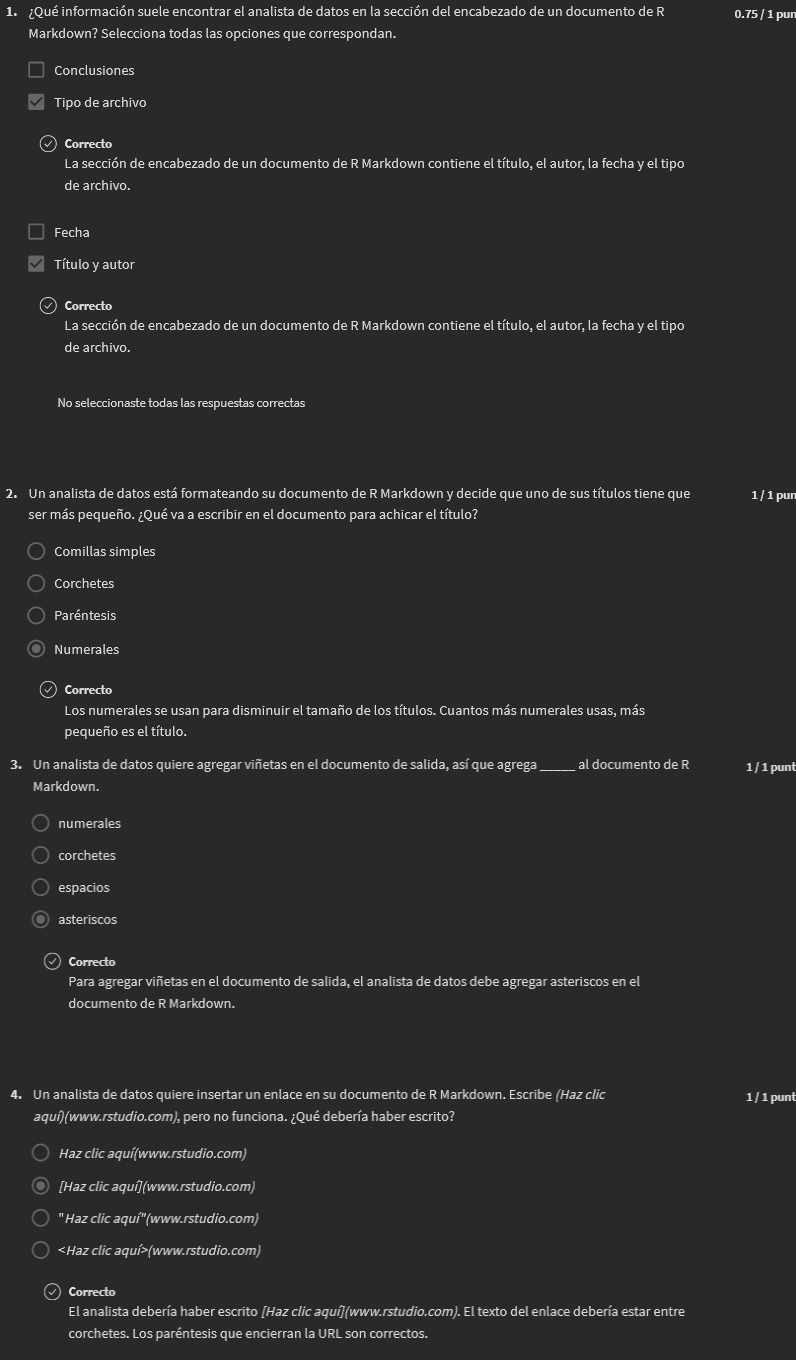 1. ¿Qué información suele encontrar el analista de datos en la sección del encabezado de un documento de R
0.75 / 1 pun
Markdown? Selecciona todas las opciones que correspondan.
Conclusiones
Tipo de archivo
Correcto
La sección de encabezado de un documento de R Markdown contiene el título, el autor, la fecha y el tipo
de archivo.
Fecha
Título y autor
Correcto
La sección de encabezado de un documento de R Markdown contiene el título, el autor, la fecha y el tipo
de archivo.
No seleccionaste todas las respuestas correctas
2. Un analista de datos está formateando su documento de R Markdown y decide que uno de sus títulos tiene que
1 / 1 pun
ser más pequeño. ¿Qué va a escribir en el documento para achicar el título?
Comillas simples
Corchetes
Paréntesis
Numerales
Correcto
Los numerales se usan para disminuir el tamaño de los títulos. Cuantos más numerales usas, más
pequeño es el título.
3. Un analista de datos quiere agregar viñetas en el documento de salida, así que agrega _____ al documento de R
1 / 1 punt
Markdown.
numerales
corchetes
espacios
asteriscos
Correcto
Para agregar viñetas en el documento de salida, el analista de datos debe agregar asteriscos en el
documento de R Markdown.
4. Un analista de datos quiere insertar un enlace en su documento de R Markdown. Escribe (Haz clic
1 / 1 punt
aquí)(www.rstudio.com), pero no funciona. ¿Qué debería haber escrito?
Haz clic aquí(www.rstudio.com)
[Haz clic aquí](www.rstudio.com)
"Haz clic aquí"(www.rstudio.com)
<Haz clic aquí>(www.rstudio.com)
Correcto
El analista debería haber escrito [Haz clic aquí](www.rstudio.com). El texto del enlace debería estar entre
corchetes. Los paréntesis que encierran la URL son correctos.